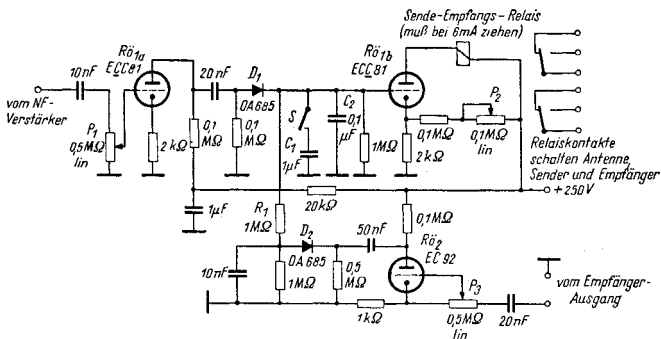 Sende-Empfangs-Relais
(muß bei 6mA ziehen)
Rö1a
ECC81
10nF
20nF
D1
OA685
Rö1b
ECC81
vom NF-
Verstärker
P1
0,5MΩ
lin
2kΩ
0,1
MΩ
0,1
MΩ
S
C1
1μF
C2
0,1
μF
1MΩ
2kΩ
0,1MΩ
P2
0,1MΩ
lin
Relaiskontakte
schalten Antenne,
Sender und Empfänger
+250V
1μF
20kΩ
R1
1MΩ
0,1MΩ
D2
OA685
50nF
Rö2
EC92
10nF
1MΩ
0,5
MΩ
1kΩ
P3
0,5MΩ
lin
20nF
vom Empfänger-
Ausgang